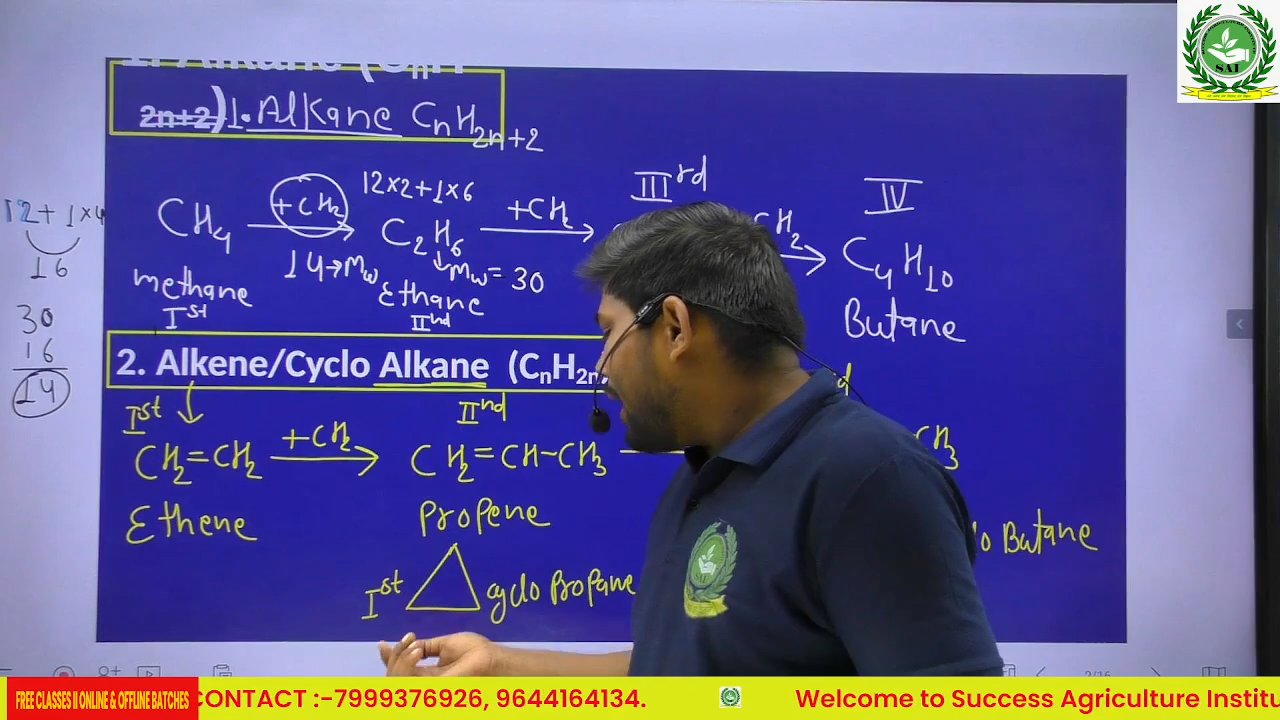 2n+2) 1. Alkane CnH2n+2
12×2+1×6
IIIrd
IV
12+1×4
CH4
+CH2
C2H6
+CH2
CH2
C4H10
16
14→Mw
Mw=30
methane
Ist
Ethane
IInd
Butane
30
16
14
2. Alkene/Cyclo Alkane (CnH2n)
Ist
IInd
CH2=CH2
+CH2
CH2=CH-CH3
CH3
Ethene
Propene
Butane
Ist
cyclo Propane
SAI
FREE CLASSES II ONLINE & OFFLINE BATCHES
CONTACT :-7999376926, 9644164134.
Welcome to Success Agriculture Institu